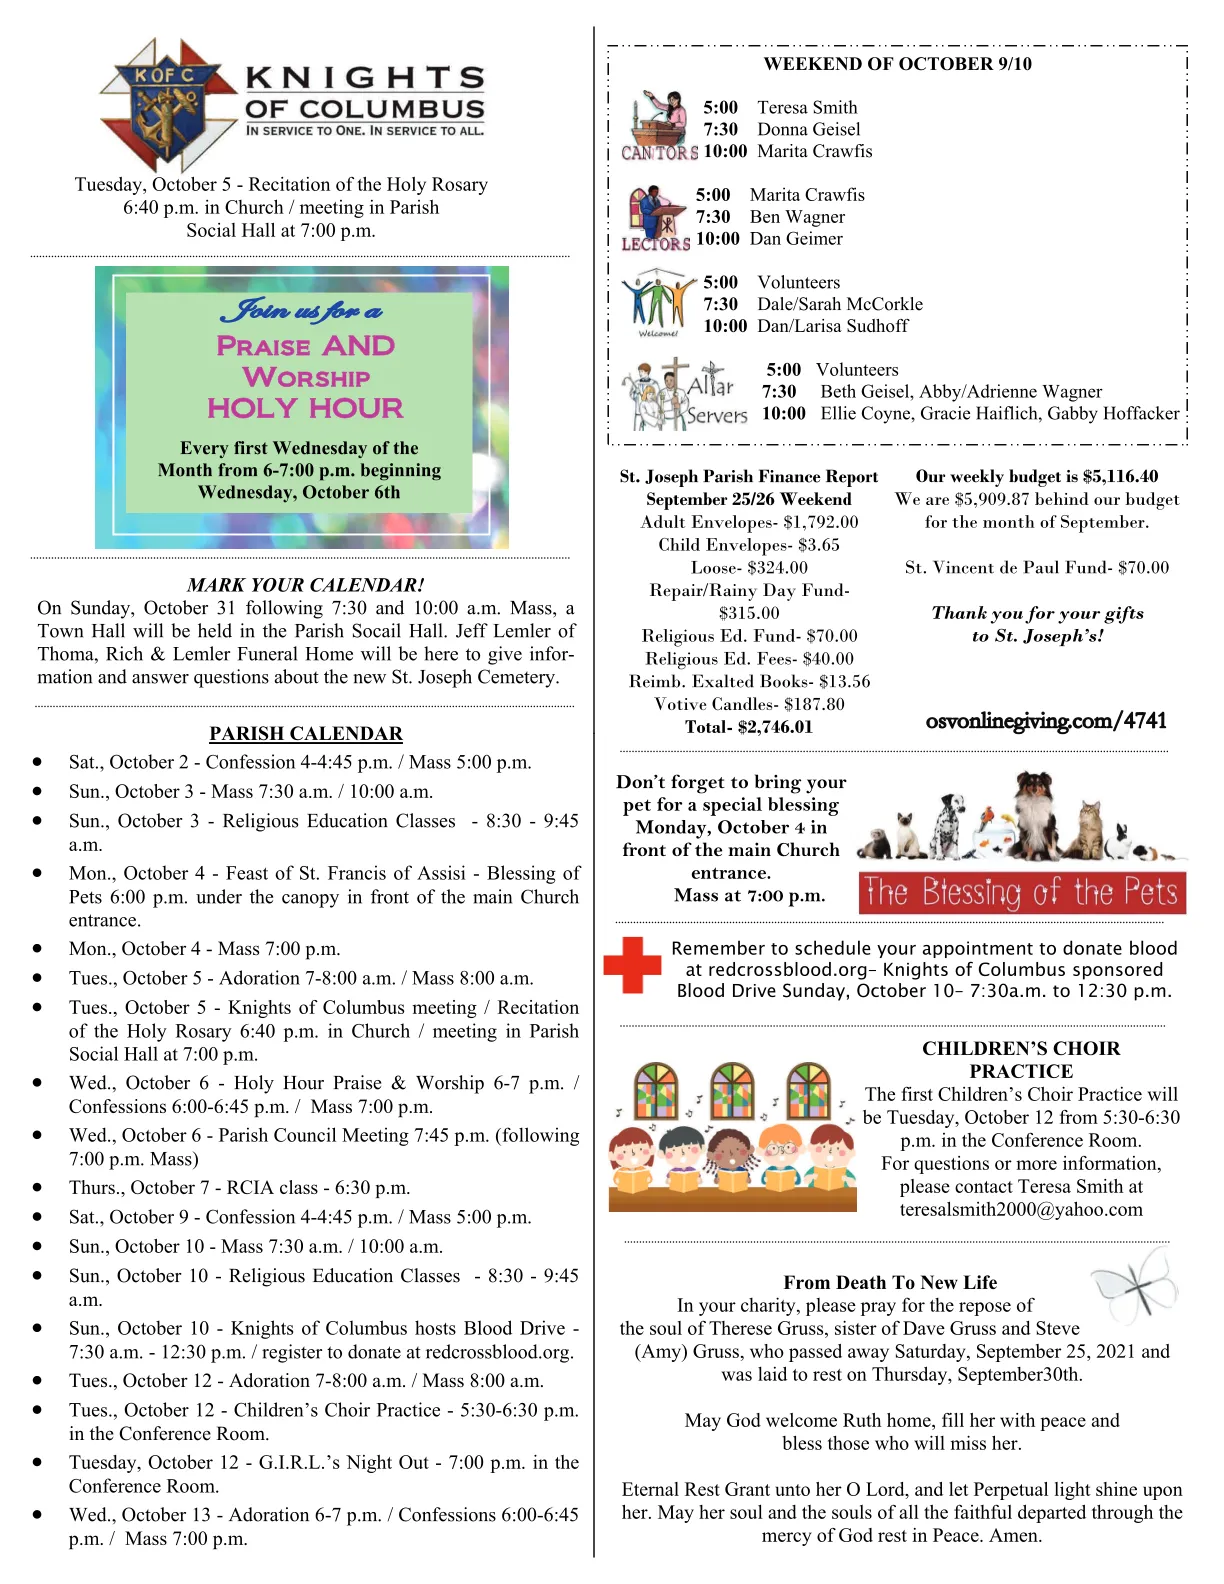 K OF C
KNIGHTS
OF COLUMBUS
IN SERVICE TO ONE. IN SERVICE TO ALL.
Tuesday, October 5 - Recitation of the Holy Rosary
6:40 p.m. in Church / meeting in Parish
Social Hall at 7:00 p.m.
Join us for a
PRAISE AND
WORSHIP
HOLY HOUR
Every first Wednesday of the
Month from 6-7:00 p.m. beginning
Wednesday, October 6th
MARK YOUR CALENDAR!
On Sunday, October 31 following 7:30 and 10:00 a.m. Mass, a
Town Hall will be held in the Parish Socail Hall. Jeff Lemler of
Thoma, Rich & Lemler Funeral Home will be here to give infor-
mation and answer questions about the new St. Joseph Cemetery.
PARISH CALENDAR
• Sat., October 2 - Confession 4-4:45 p.m. / Mass 5:00 p.m.
• Sun., October 3 - Mass 7:30 a.m. / 10:00 a.m.
• Sun., October 3 - Religious Education Classes - 8:30 - 9:45
a.m.
• Mon., October 4 - Feast of St. Francis of Assisi - Blessing of
Pets 6:00 p.m. under the canopy in front of the main Church
entrance.
• Mon., October 4 - Mass 7:00 p.m.
• Tues., October 5 - Adoration 7-8:00 a.m. / Mass 8:00 a.m.
• Tues., October 5 - Knights of Columbus meeting / Recitation
of the Holy Rosary 6:40 p.m. in Church / meeting in Parish
Social Hall at 7:00 p.m.
• Wed., October 6 - Holy Hour Praise & Worship 6-7 p.m. /
Confessions 6:00-6:45 p.m. / Mass 7:00 p.m.
• Wed., October 6 - Parish Council Meeting 7:45 p.m. (following
7:00 p.m. Mass)
• Thurs., October 7 - RCIA class - 6:30 p.m.
• Sat., October 9 - Confession 4-4:45 p.m. / Mass 5:00 p.m.
• Sun., October 10 - Mass 7:30 a.m. / 10:00 a.m.
• Sun., October 10 - Religious Education Classes - 8:30 - 9:45
a.m.
• Sun., October 10 - Knights of Columbus hosts Blood Drive -
7:30 a.m. - 12:30 p.m. / register to donate at redcrossblood.org.
• Tues., October 12 - Adoration 7-8:00 a.m. / Mass 8:00 a.m.
• Tues., October 12 - Children's Choir Practice - 5:30-6:30 p.m.
in the Conference Room.
• Tuesday, October 12 - G.I.R.L.'s Night Out - 7:00 p.m. in the
Conference Room.
• Wed., October 13 - Adoration 6-7 p.m. / Confessions 6:00-6:45
p.m. / Mass 7:00 p.m.
WEEKEND OF OCTOBER 9/10
CANTORS
5:00 Teresa Smith
7:30 Donna Geisel
10:00 Marita Crawfis
LECTORS
5:00 Marita Crawfis
7:30 Ben Wagner
10:00 Dan Geimer
Welcome!
5:00 Volunteers
7:30 Dale/Sarah McCorkle
10:00 Dan/Larisa Sudhoff
Altar
Servers
5:00 Volunteers
7:30 Beth Geisel, Abby/Adrienne Wagner
10:00 Ellie Coyne, Gracie Haiflich, Gabby Hoffacker
St. Joseph Parish Finance Report
September 25/26 Weekend
Adult Envelopes- $1,792.00
Child Envelopes- $3.65
Loose- $324.00
Repair/Rainy Day Fund-
$315.00
Religious Ed. Fund- $70.00
Religious Ed. Fees- $40.00
Reimb. Exalted Books- $13.56
Votive Candles- $187.80
Total- $2,746.01
Our weekly budget is $5,116.40
We are $5,909.87 behind our budget
for the month of September.
St. Vincent de Paul Fund- $70.00
Thank you for your gifts
to St. Joseph's!
osvonlinegiving.com/4741
Don't forget to bring your
pet for a special blessing
Monday, October 4 in
front of the main Church
entrance.
Mass at 7:00 p.m.
The Blessing of the Pets
Remember to schedule your appointment to donate blood
at redcrossblood.org– Knights of Columbus sponsored
Blood Drive Sunday, October 10– 7:30a.m. to 12:30 p.m.
CHILDREN'S CHOIR
PRACTICE
The first Children's Choir Practice will
be Tuesday, October 12 from 5:30-6:30
p.m. in the Conference Room.
For questions or more information,
please contact Teresa Smith at
teresalsmith2000@yahoo.com
From Death To New Life
In your charity, please pray for the repose of
the soul of Therese Gruss, sister of Dave Gruss and Steve
(Amy) Gruss, who passed away Saturday, September 25, 2021 and
was laid to rest on Thursday, September30th.
May God welcome Ruth home, fill her with peace and
bless those who will miss her.
Eternal Rest Grant unto her O Lord, and let Perpetual light shine upon
her. May her soul and the souls of all the faithful departed through the
mercy of God rest in Peace. Amen.